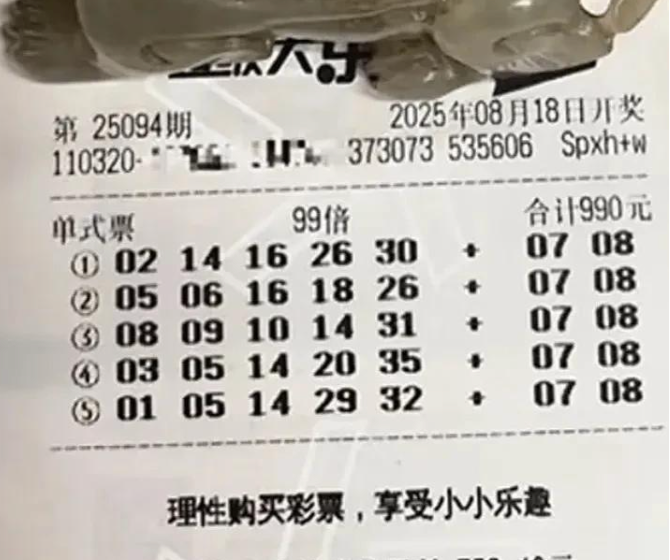 大乐
第 25094期 2025年08月18日开奖
110320- 373073 535606 Spxh+w
单式票 99倍 合计990元
① 02 14 16 26 30 + 07 08
② 05 06 16 18 26 + 07 08
③ 08 09 10 14 31 + 07 08
④ 03 05 14 20 35 + 07 08
⑤ 01 05 14 29 32 + 07 08
理性购买彩票，享受小小乐趣